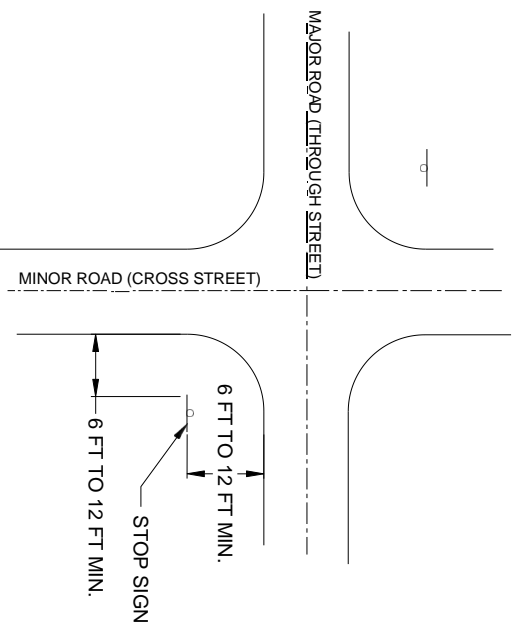 MAJOR ROAD (THROUGH STREET)
MINOR ROAD (CROSS STREET)
6 FT TO 12 FT MIN.
6 FT TO 12 FT MIN.
STOP SIGN